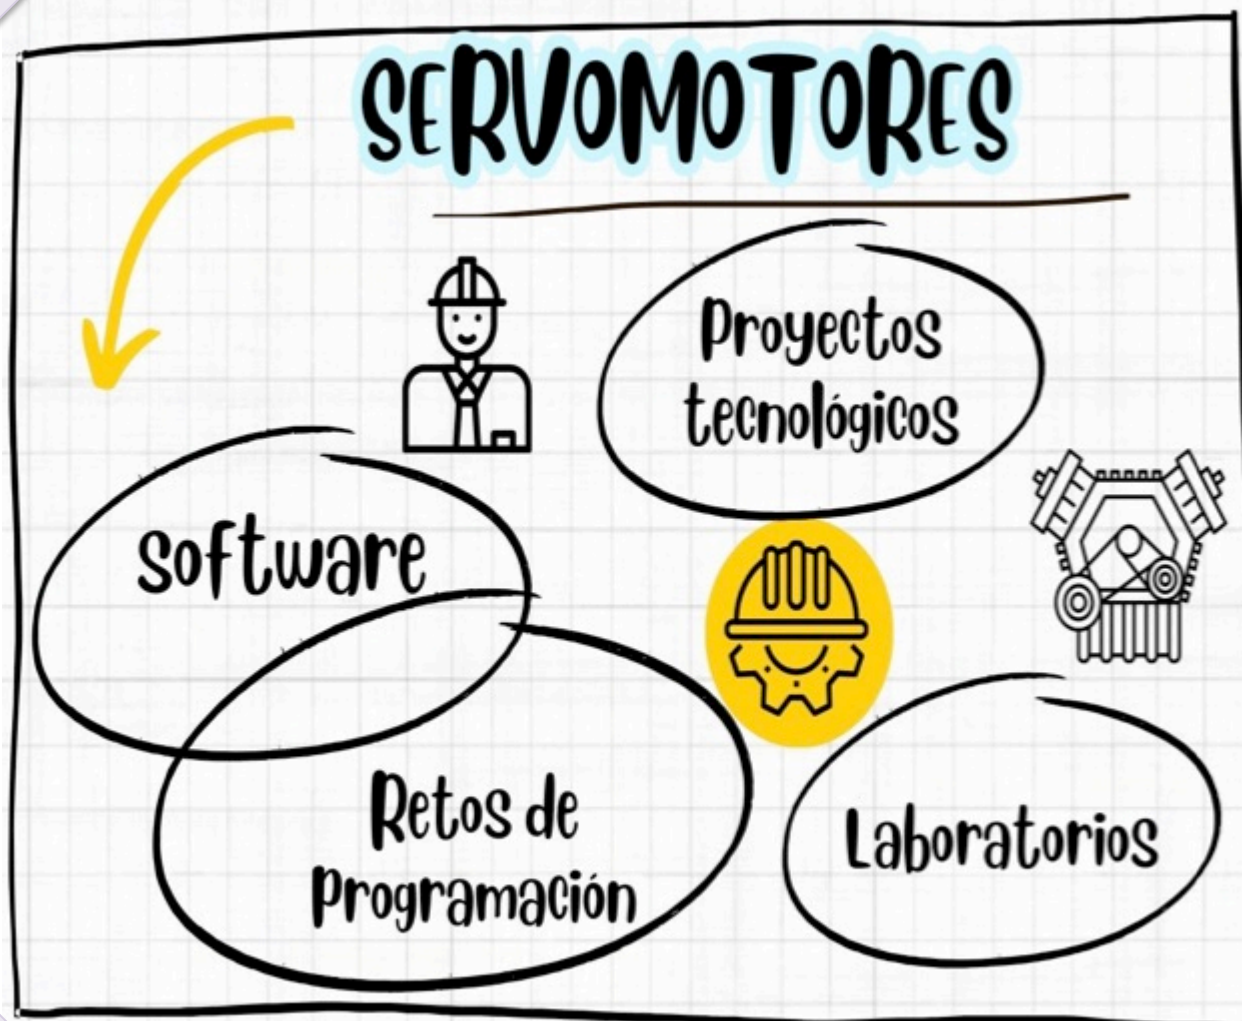 SERVOMOTORES
Proyectos
tecnológicos
Software
Retos de
Programación
Laboratorios